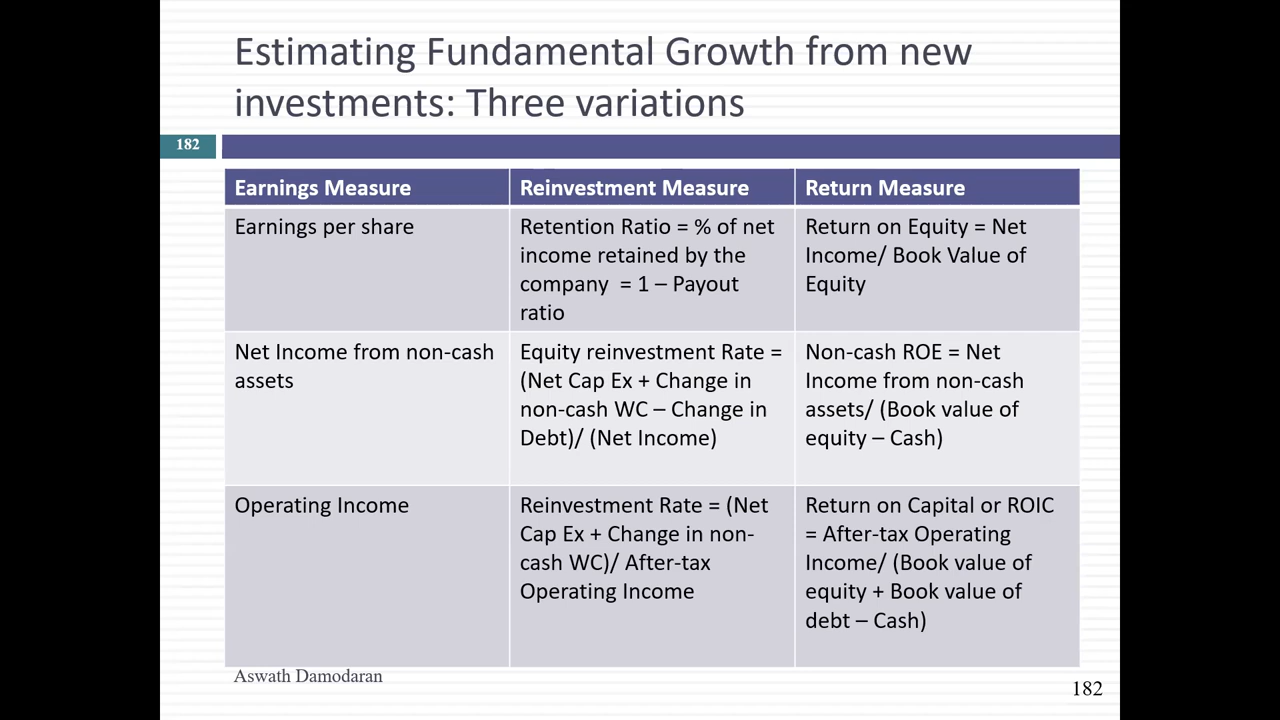 Estimating Fundamental Growth from new
investments: Three variations
182
Earnings Measure
Reinvestment Measure
Return Measure
Earnings per share
Retention Ratio = % of net
income retained by the
company = 1 – Payout
ratio
Return on Equity = Net
Income/ Book Value of
Equity
Net Income from non-cash
assets
Equity reinvestment Rate =
(Net Cap Ex + Change in
non-cash WC – Change in
Debt)/ (Net Income)
Non-cash ROE = Net
Income from non-cash
assets/ (Book value of
equity – Cash)
Operating Income
Reinvestment Rate = (Net
Cap Ex + Change in non-
cash WC)/ After-tax
Operating Income
Return on Capital or ROIC
= After-tax Operating
Income/ (Book value of
equity + Book value of
debt – Cash)
Aswath Damodaran
182